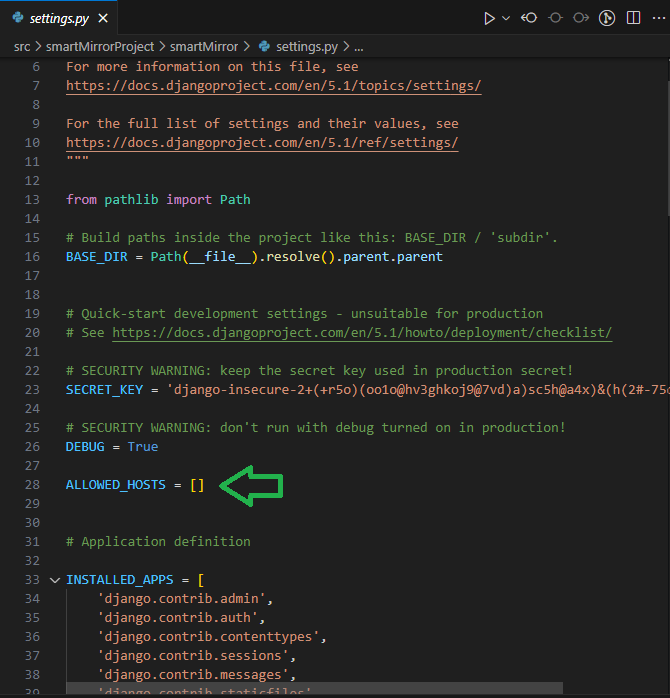 settings.py
src > smartMirrorProject > smartMirror > settings.py > ...
6 For more information on this file, see
7 https://docs.djangoproject.com/en/5.1/topics/settings/
8
9 For the full list of settings and their values, see
10 https://docs.djangoproject.com/en/5.1/ref/settings/
11 """
12
13 from pathlib import Path
14
15 # Build paths inside the project like this: BASE_DIR / 'subdir'.
16 BASE_DIR = Path(__file__).resolve().parent.parent
17
18
19 # Quick-start development settings - unsuitable for production
20 # See https://docs.djangoproject.com/en/5.1/howto/deployment/checklist/
21
22 # SECURITY WARNING: keep the secret key used in production secret!
23 SECRET_KEY = 'django-insecure-2+(+r5o)(oo1o@hv3ghkoj9@7vd)a)sc5h@a4x)&(h(2#-75
24
25 # SECURITY WARNING: don't run with debug turned on in production!
26 DEBUG = True
27
28 ALLOWED_HOSTS = []
29
30
31 # Application definition
32
33 INSTALLED_APPS = [
34 'django.contrib.admin',
35 'django.contrib.auth',
36 'django.contrib.contenttypes',
37 'django.contrib.sessions',
38 'django.contrib.messages',
39 'django.contrib.staticfiles'